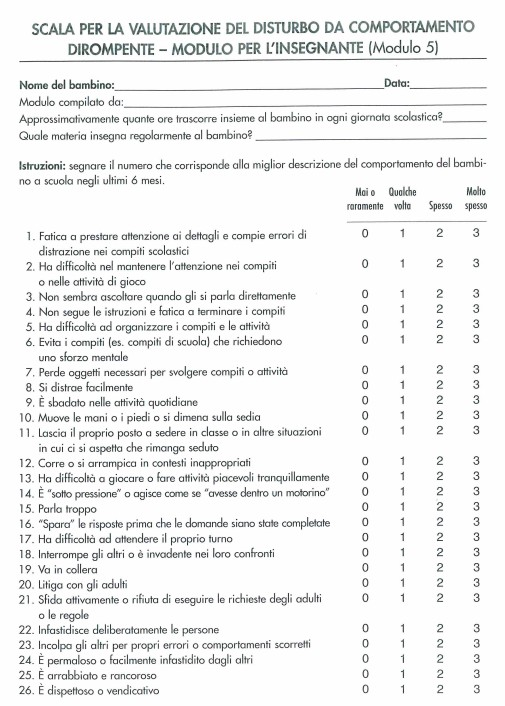 SCALA PER LA VALUTAZIONE DEL DISTURBO DA COMPORTAMENTO
DIROMPENTE – MODULO PER L'INSEGNANTE (Modulo 5)
Nome del bambino:____ Data:____
Modulo compilato da:____
Approssimativamente quante ore trascorre insieme al bambino in ogni giornata scolastica?____
Quale materia insegna regolarmente al bambino? ____
Istruzioni: segnare il numero che corrisponde alla miglior descrizione del comportamento del bambi-
no a scuola negli ultimi 6 mesi.
Mai o Qualche Molto
raramente volta Spesso spesso
1. Fatica a prestare attenzione ai dettagli e compie errori di 0 1 2 3
distrazione nei compiti scolastici
2. Ha difficoltà nel mantenere l'attenzione nei compiti 0 1 2 3
o nelle attività di gioco
3. Non sembra ascoltare quando gli si parla direttamente 0 1 2 3
4. Non segue le istruzioni e fatica a terminare i compiti 0 1 2 3
5. Ha difficoltà ad organizzare i compiti e le attività 0 1 2 3
6. Evita i compiti (es. compiti di scuola) che richiedono 0 1 2 3
uno sforzo mentale
7. Perde oggetti necessari per svolgere compiti o attività 0 1 2 3
8. Si distrae facilmente 0 1 2 3
9. È sbadato nelle attività quotidiane 0 1 2 3
10. Muove le mani o i piedi o si dimena sulla sedia 0 1 2 3
11. Lascia il proprio posto a sedere in classe o in altre situazioni 0 1 2 3
in cui ci si aspetta che rimanga seduto
12. Corre o si arrampica in contesti inappropriati 0 1 2 3
13. Ha difficoltà a giocare o fare attività piacevoli tranquillamente 0 1 2 3
14. È "sotto pressione" o agisce come se "avesse dentro un motorino" 0 1 2 3
15. Parla troppo 0 1 2 3
16. "Spara" le risposte prima che le domande siano state completate 0 1 2 3
17. Ha difficoltà ad attendere il proprio turno 0 1 2 3
18. Interrompe gli altri o è invadente nei loro confronti 0 1 2 3
19. Va in collera 0 1 2 3
20. Litiga con gli adulti 0 1 2 3
21. Sfida attivamente o rifiuta di eseguire le richieste degli adulti 0 1 2 3
o le regole
22. Infastidisce deliberatamente le persone 0 1 2 3
23. Incolpa gli altri per propri errori o comportamenti scorretti 0 1 2 3
24. È permaloso o facilmente infastidito dagli altri 0 1 2 3
25. È arrabbiato e rancoroso 0 1 2 3
26. È dispettoso o vendicativo 0 1 2 3